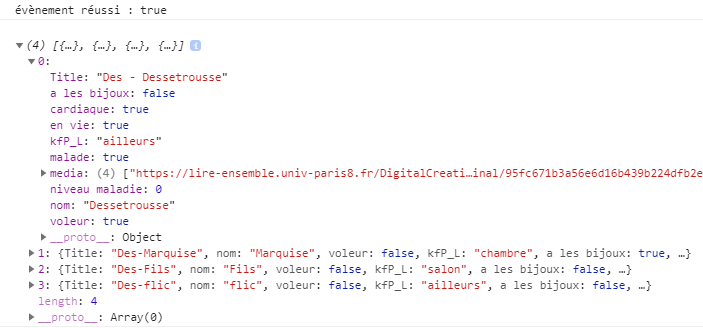 évènement réussi : true
(4) [{…}, {…}, {…}, {…}] i
0:
Title: "Des - Dessetrousse"
a les bijoux: false
cardiaque: true
en vie: true
kfP_L: "ailleurs"
malade: true
media: (4) ["https://lire-ensemble.univ-paris8.fr/DigitalCreati…inal/95fc671b3a56e6d16b439b224dfb2e
niveau maladie: 0
nom: "Dessetrousse"
voleur: true
__proto__: Object
1: {Title: "Des-Marquise", nom: "Marquise", voleur: false, kfP_L: "chambre", a les bijoux: true, …}
2: {Title: "Des-Fils", nom: "Fils", voleur: false, kfP_L: "salon", a les bijoux: false, …}
3: {Title: "Des-flic", nom: "flic", voleur: false, kfP_L: "ailleurs", a les bijoux: false, …}
length: 4
__proto__: Array(0)